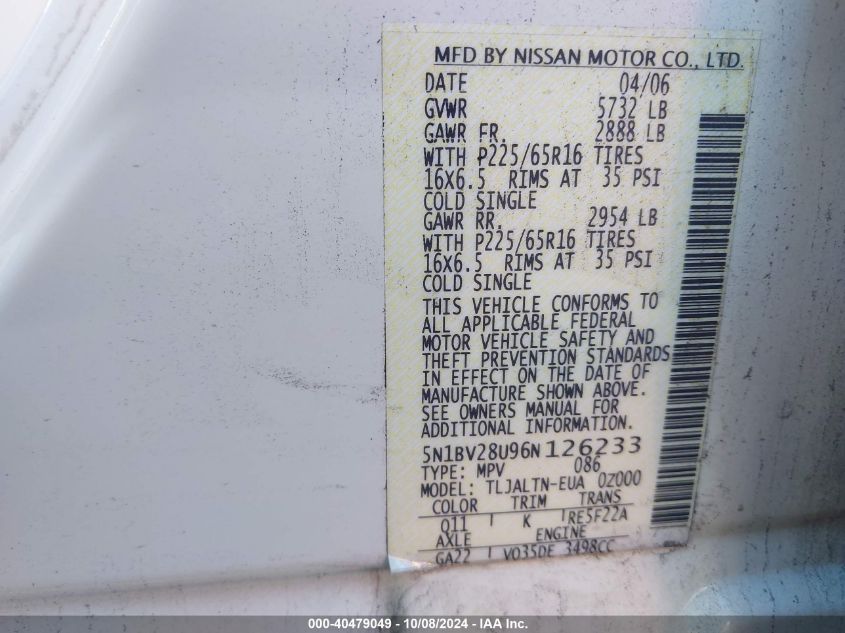 MFD BY NISSAN MOTOR CO., LTD.
DATE 04/06
GVWR 5732 LB
GAWR FR. 2888 LB
WITH P225/65R16 TIRES
16X6.5 RIMS AT 35 PSI
COLD SINGLE
GAWR RR. 2954 LB
WITH P225/65R16 TIRES
16X6.5 RIMS AT 35 PSI
COLD SINGLE
THIS VEHICLE CONFORMS TO
ALL APPLICABLE FEDERAL
MOTOR VEHICLE SAFETY AND
THEFT PREVENTION STANDARDS
IN EFFECT ON THE DATE OF
MANUFACTURE SHOWN ABOVE.
SEE OWNERS MANUAL FOR
ADDITIONAL INFORMATION.
5N1BV28U96N126233
TYPE: MPV 086
MODEL: TLJALTN-EUA 0Z000
COLOR TRIM TRANS
Q11 K RE5F22A
AXLE ENGINE
GA22 VQ35DE 3498CC
000-40479049 - 10/08/2024 - IAA Inc.